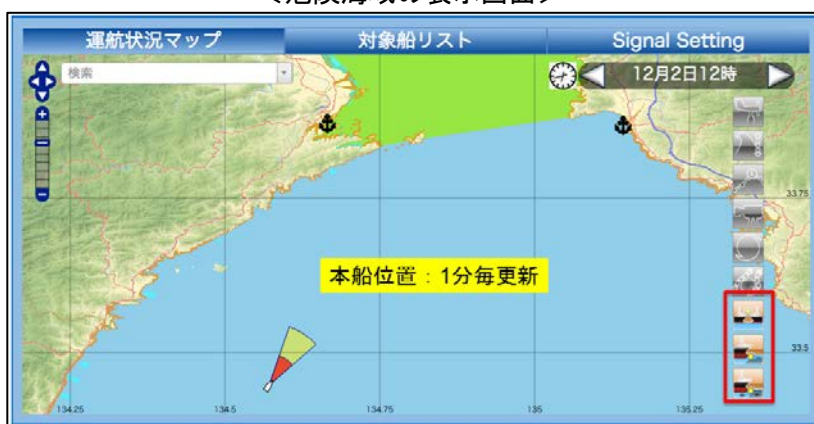 運航状況マップ
対象船リスト
Signal Setting
検索
12月2日12時
33.75
本船位置：1分毎更新
33.5
134.25
134.5
134.75
135
135.25